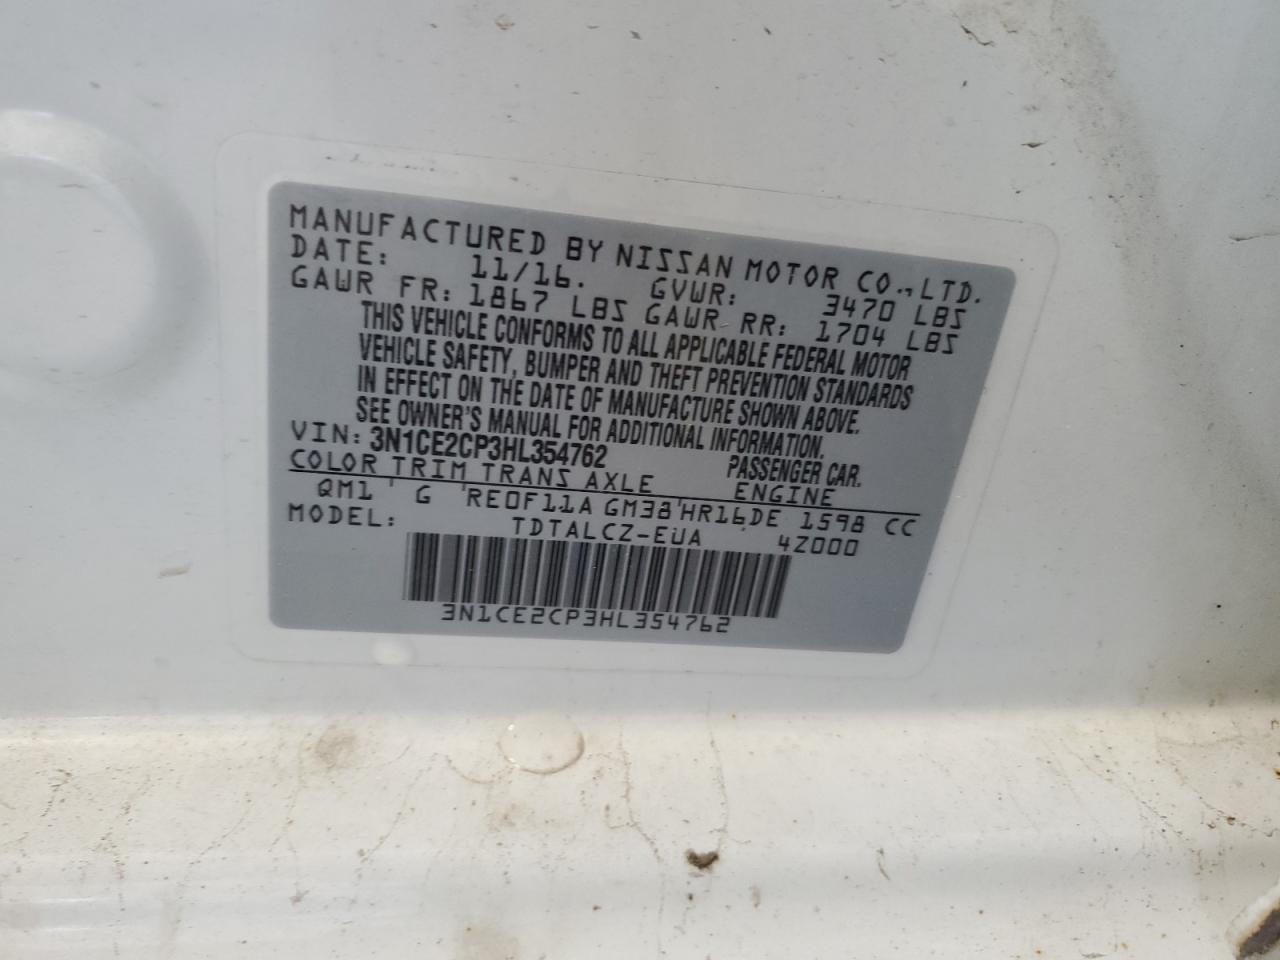 MANUFACTURED BY NISSAN MOTOR CO., LTD.
DATE: 11/16. GVWR: 3470 LBS
GAWR FR: 1867 LBS GAWR RR: 1704 LBS
THIS VEHICLE CONFORMS TO ALL APPLICABLE FEDERAL MOTOR
VEHICLE SAFETY, BUMPER AND THEFT PREVENTION STANDARDS
IN EFFECT ON THE DATE OF MANUFACTURE SHOWN ABOVE.
SEE OWNER'S MANUAL FOR ADDITIONAL INFORMATION.
VIN: 3N1CE2CP3HL354762 PASSENGER CAR.
COLOR TRIM TRANS AXLE ENGINE
QM1 G RE0F11A GM38 HR16DE 1598 CC
MODEL: TDTALCZ-EUA 4Z000
3N1CE2CP3HL354762